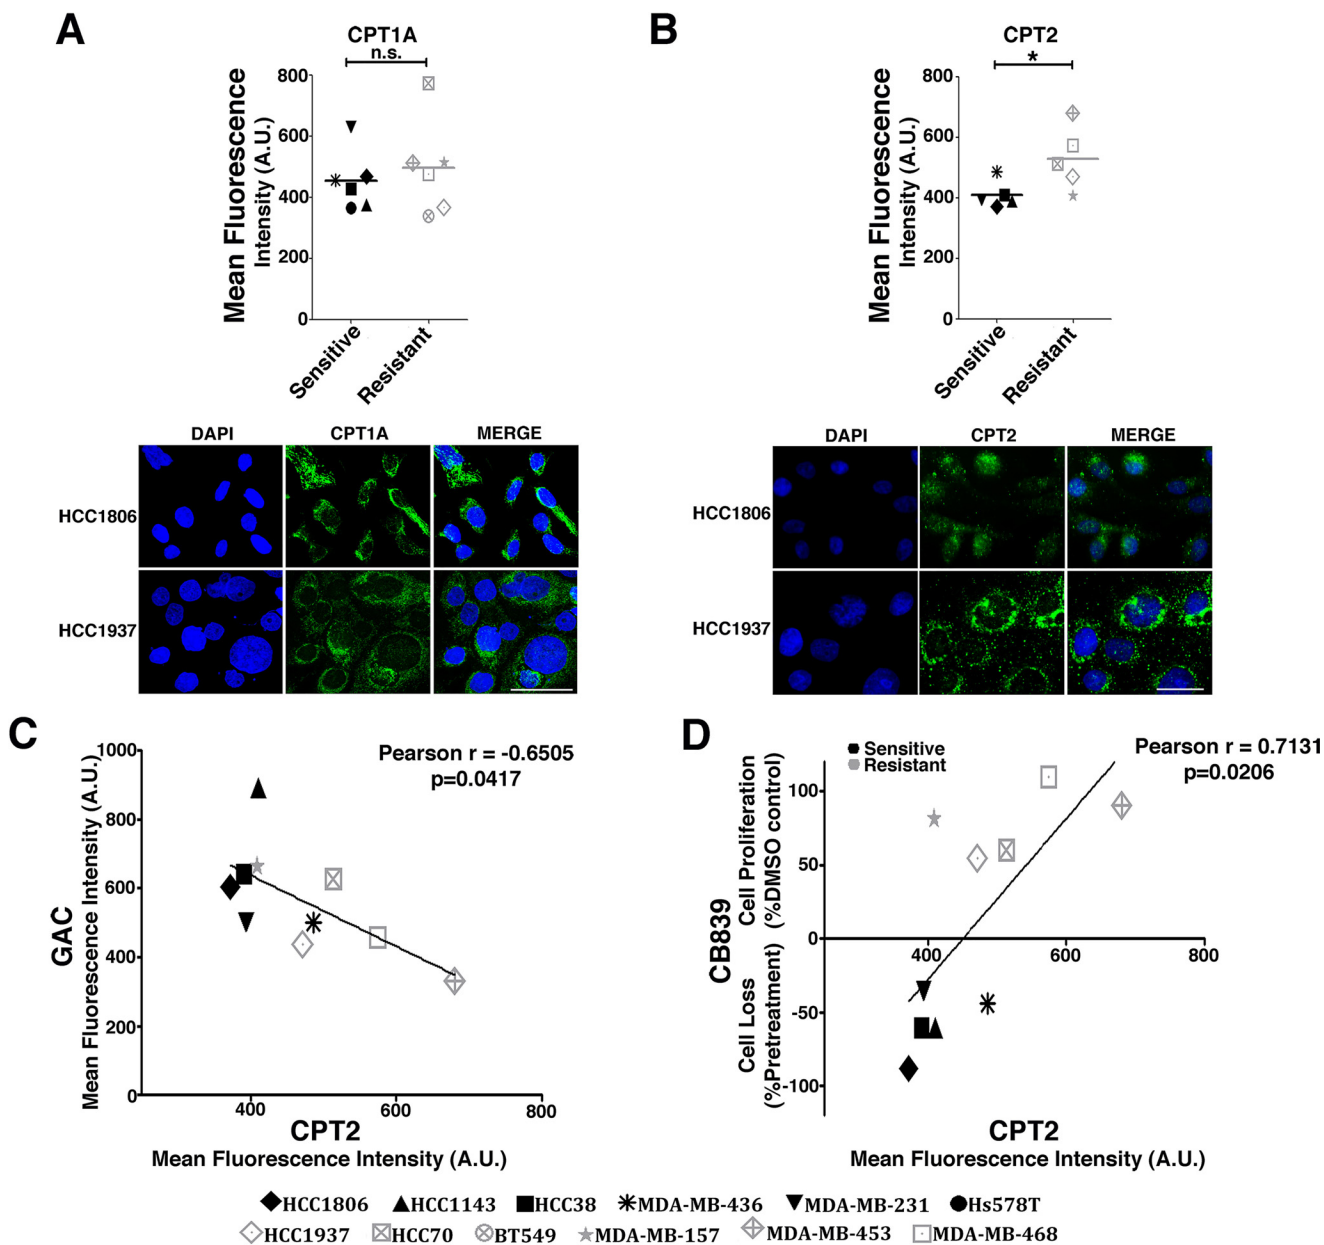 A
CPT1A
n.s.
800
600
400
200
0
Mean Fluorescence
Intensity (A.U.)
Sensitive
Resistant
B
CPT2
*
800
600
400
200
0
Mean Fluorescence
Intensity (A.U.)
Sensitive
Resistant
DAPI CPT1A MERGE
HCC1806
HCC1937
DAPI CPT2 MERGE
HCC1806
HCC1937
C
Pearson r = -0.6505
p=0.0417
1000
800
600
400
200
0
GAC
Mean Fluorescence Intensity (A.U.)
400 600 800
CPT2
Mean Fluorescence Intensity (A.U.)
D
Sensitive
Resistant
Pearson r = 0.7131
p=0.0206
100
50
0
-50
-100
CB839
Cell Proliferation
(%DMSO control)
Cell Loss
(%Pretreatment)
400 600 800
CPT2
Mean Fluorescence Intensity (A.U.)
HCC1806 HCC1143 HCC38 MDA-MB-436 MDA-MB-231 Hs578T
HCC1937 HCC70 BT549 MDA-MB-157 MDA-MB-453 MDA-MB-468